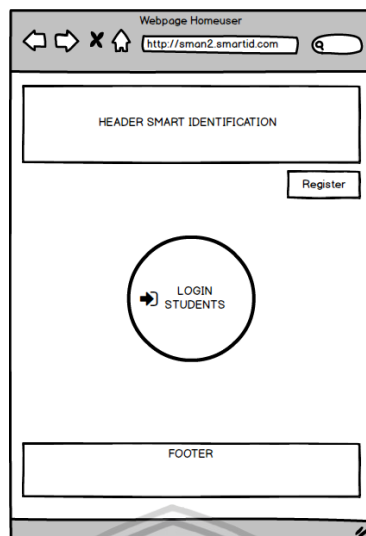 Webpage Homeuser
http://sman2.smartid.com
HEADER SMART IDENTIFICATION
Register
LOGIN
STUDENTS
FOOTER